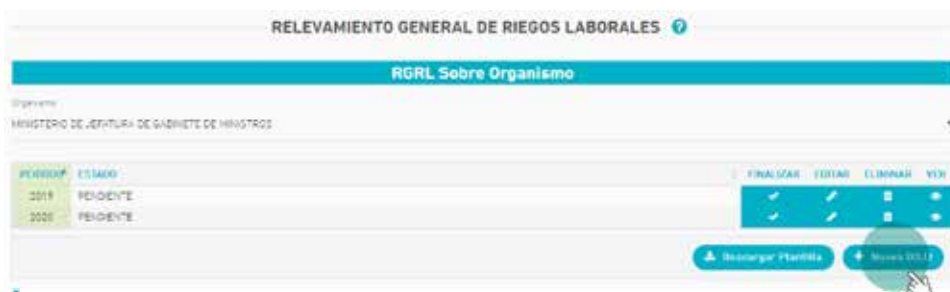 RELEVAMIENTO GENERAL DE RIEGOS LABORALES ?
RGRL Sobre Organismo
Organismo
MINISTERIO DE JEFATURA DE GABINETE DE MINISTROS
PERIODO ESTADO FINALIZAR EDITAR ELIMINAR VER
2019 PENDIENTE
2020 PENDIENTE
Descargar Plantilla + Nueva